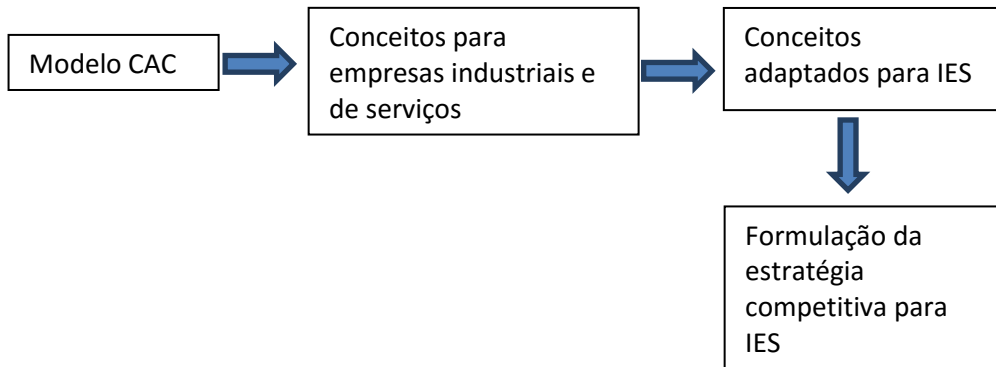 Modelo CAC
Conceitos para
empresas industriais e
de serviços
Conceitos
adaptados para IES
Formulação da
estratégia
competitiva para
IES